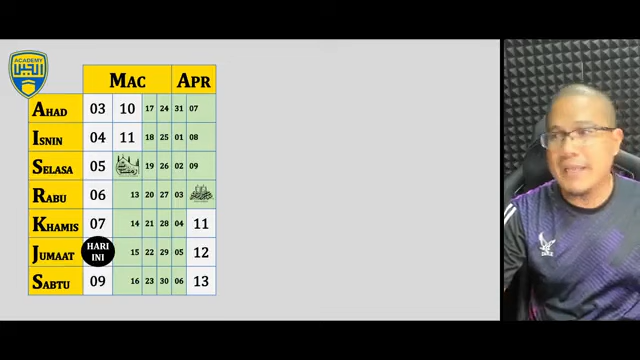 ACADEMY
MAC APR
AHAD 03 10 17 24 31 07
ISNIN 04 11 18 25 01 08
SELASA 05 19 26 02 09
RABU 06 13 20 27 03
KHAMIS 07 14 21 28 04 11
JUMAAT HARI INI 15 22 29 05 12
SABTU 09 16 23 30 06 13